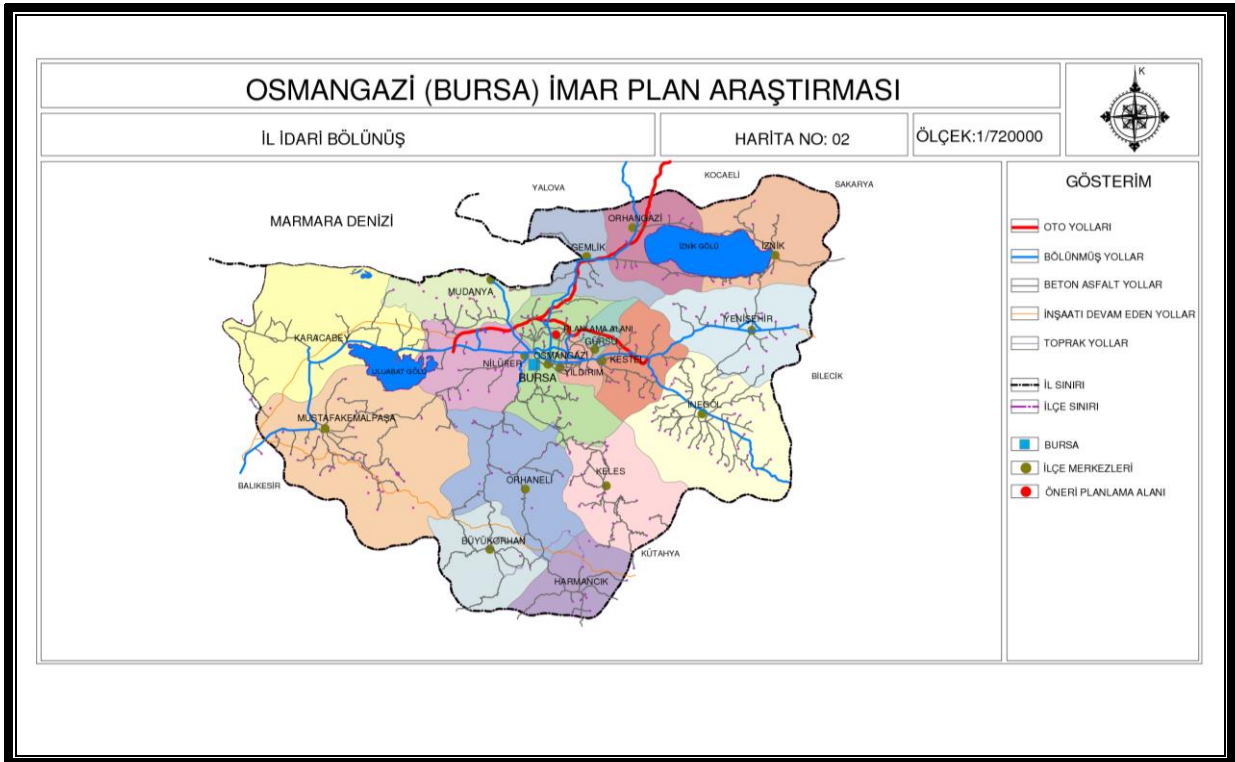 OSMANGAZİ (BURSA) İMAR PLAN ARAŞTIRMASI
K
İL İDARİ BÖLÜNÜŞ
HARİTA NO: 02
ÖLÇEK:1/720000
GÖSTERİM
OTO YOLLARI
BÖLÜNMÜŞ YOLLAR
BETON ASFALT YOLLAR
İNŞAATI DEVAM EDEN YOLLAR
TOPRAK YOLLAR
İL SINIRI
İLÇE SINIRI
BURSA
İLÇE MERKEZLERİ
ÖNERİ PLANLAMA ALANI
KOCAELİ
YALOVA
SAKARYA
MARMARA DENİZİ
ORHANGAZİ
GEMLİK
İZNİK GÖLÜ
İZNİK
MUDANYA
YENİŞEHİR
PLANLAMA ALANI
KARACABEY
GÜRSU
OSMANGAZİ
KESTEL
NİLÜFER
YILDIRIM
ULUABAT GÖLÜ
BURSA
BİLECİK
İNEGÖL
MUSTAFAKEMALPAŞA
KELES
ORHANELİ
BALIKESİR
BÜYÜKORHAN
KÜTAHYA
HARMANCIK